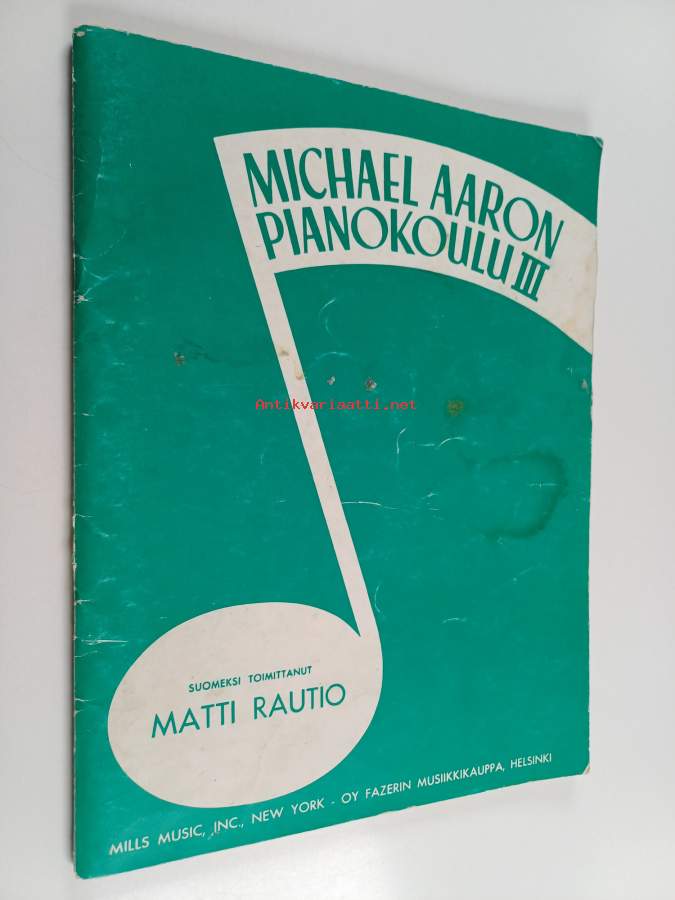 MICHAEL AARON
PIANOKOULU III
Antikvariaatti.net
SUOMEKSI TOIMITTANUT
MATTI RAUTIO
MILLS MUSIC, INC., NEW YORK - OY FAZERIN MUSIIKKIKAUPPA, HELSINKI